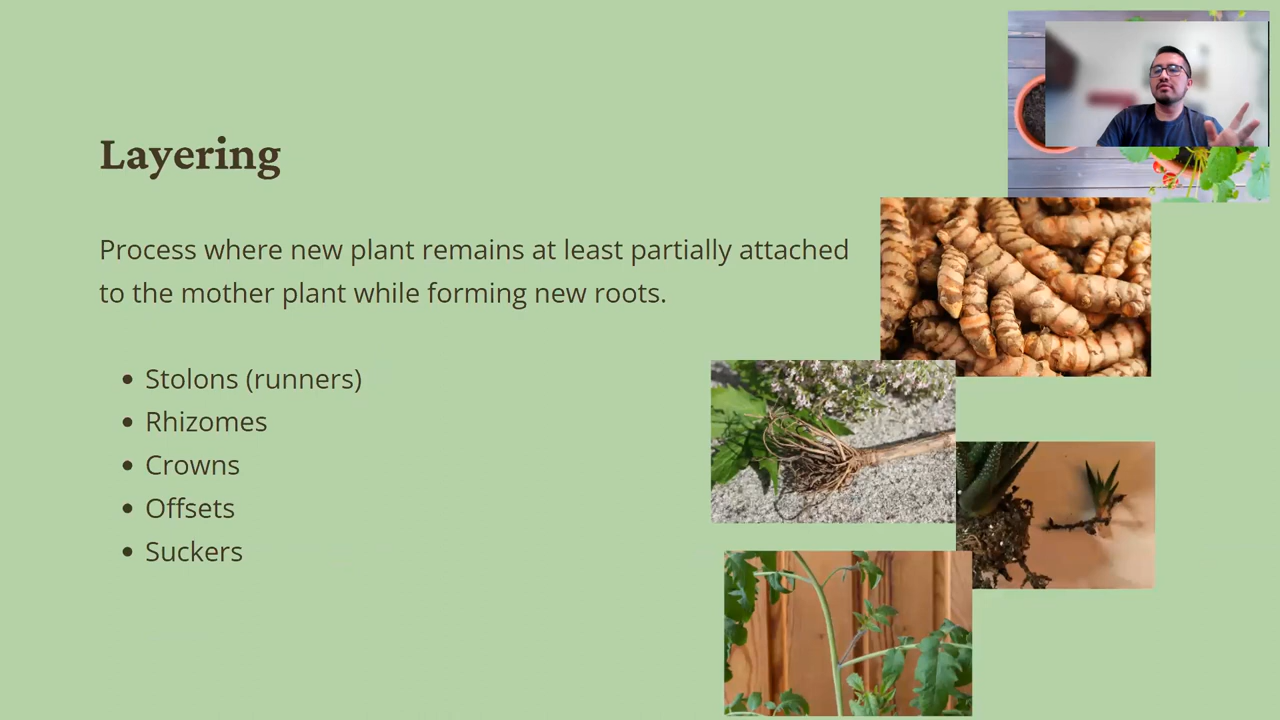 Layering
Process where new plant remains at least partially attached
to the mother plant while forming new roots.
• Stolons (runners)
• Rhizomes
• Crowns
• Offsets
• Suckers